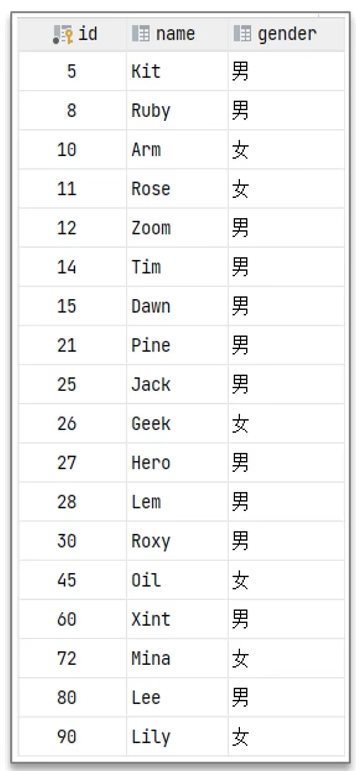 id name gender
5 Kit 男
8 Ruby 男
10 Arm 女
11 Rose 女
12 Zoom 男
14 Tim 男
15 Dawn 男
21 Pine 男
25 Jack 男
26 Geek 女
27 Hero 男
28 Lem 男
30 Roxy 男
45 Oil 女
60 Xint 男
72 Mina 女
80 Lee 男
90 Lily 女